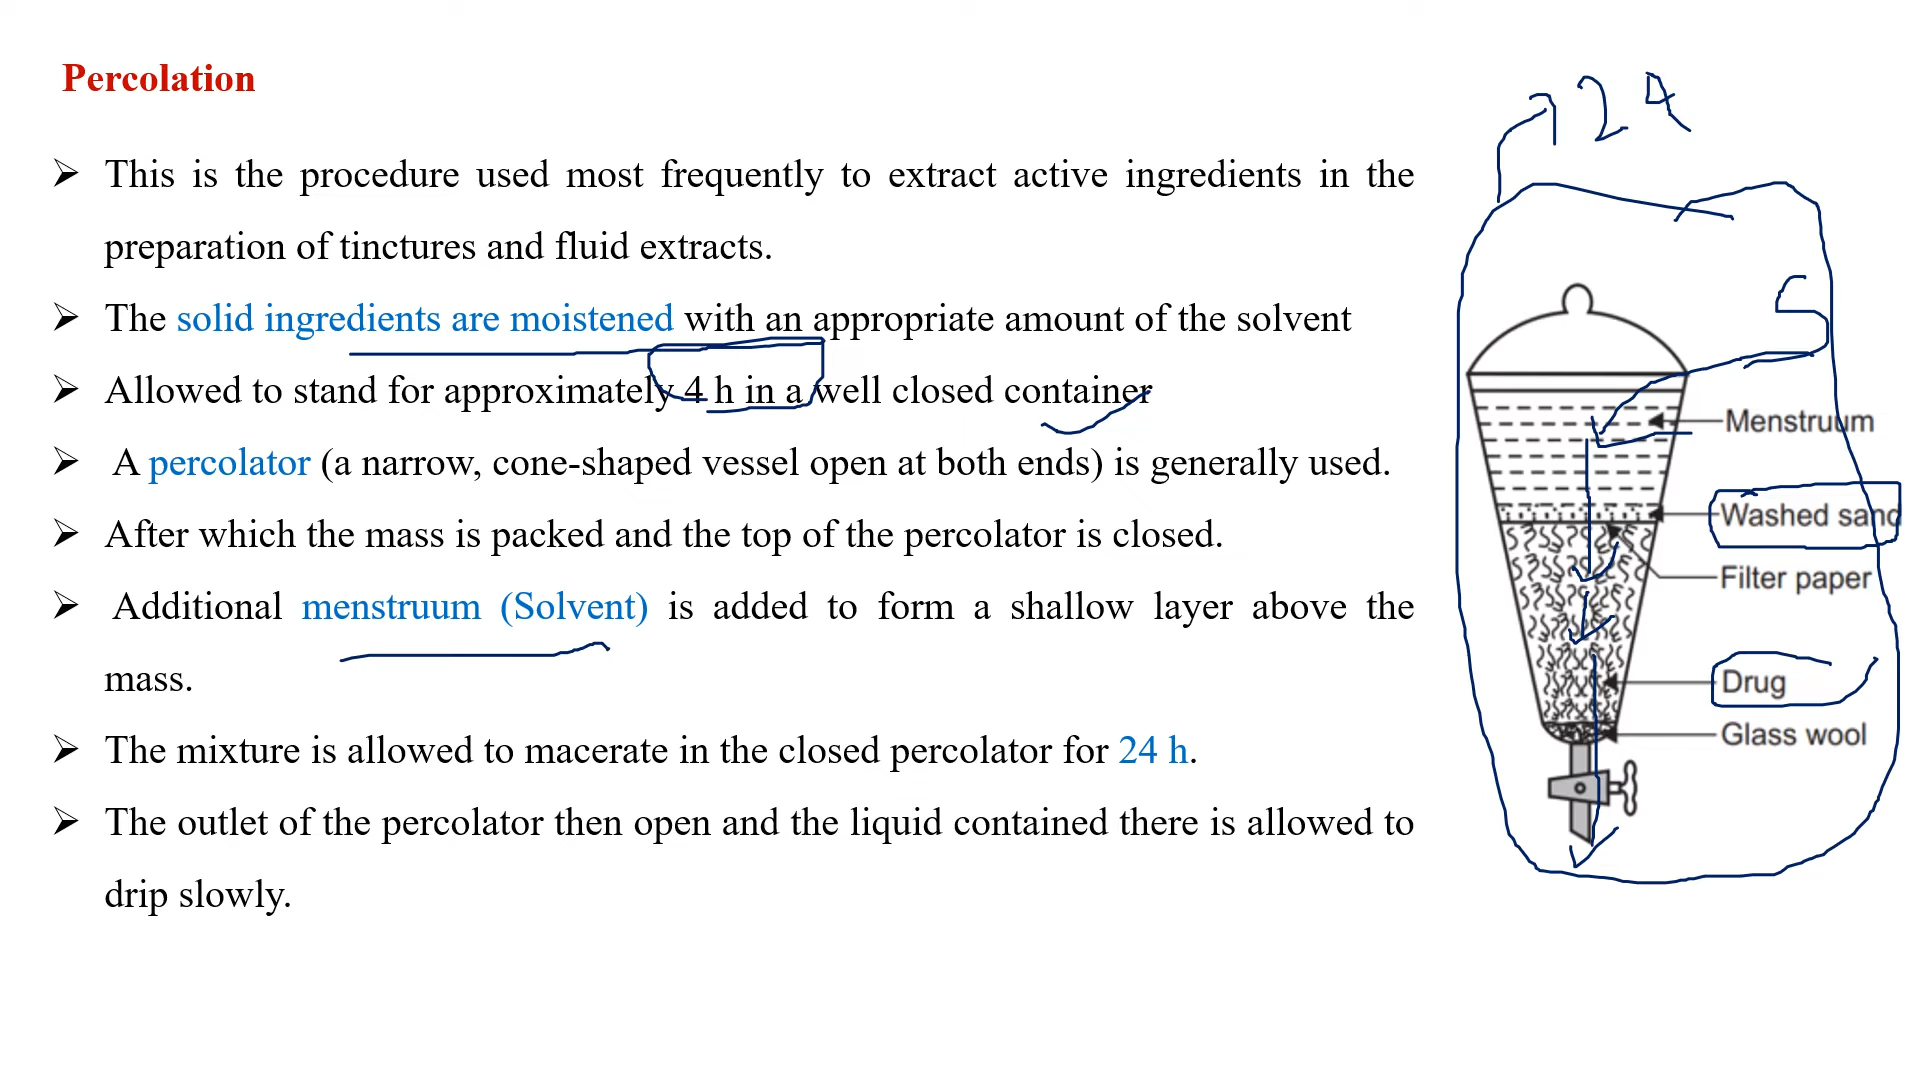 Percolation
➢ This is the procedure used most frequently to extract active ingredients in the
preparation of tinctures and fluid extracts.
➢ The solid ingredients are moistened with an appropriate amount of the solvent
➢ Allowed to stand for approximately 4 h in a well closed container
➢ A percolator (a narrow, cone-shaped vessel open at both ends) is generally used.
➢ After which the mass is packed and the top of the percolator is closed.
➢ Additional menstruum (Solvent) is added to form a shallow layer above the
mass.
➢ The mixture is allowed to macerate in the closed percolator for 24 h.
➢ The outlet of the percolator then open and the liquid contained there is allowed to
drip slowly.
24
Menstruum
Washed sand
Filter paper
Drug
Glass wool